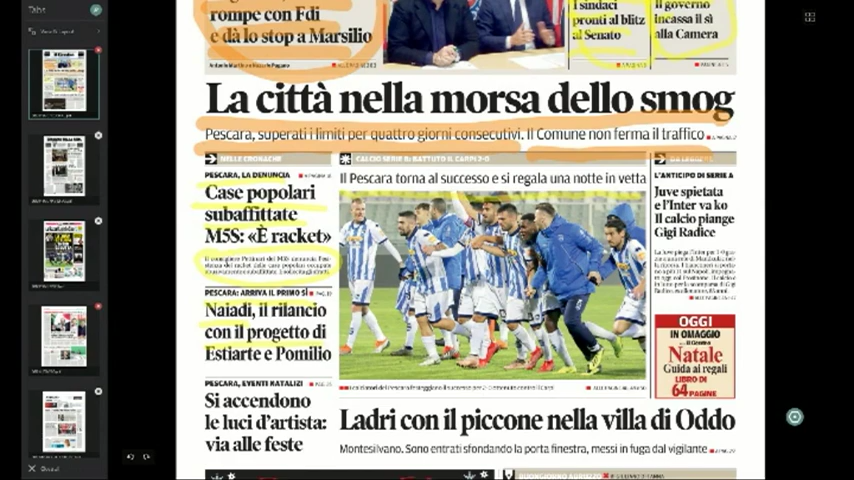 Tabs
rompe con Fdi
e dà lo stop a Marsilio
I sindaci
pronti al blitz
al Senato
Il governo
incassa il sì
alla Camera
La città nella morsa dello smog
Pescara, superati i limiti per quattro giorni consecutivi. Il Comune non ferma il traffico
NELLE CRONACHE
PESCARA, LA DENUNCIA
Case popolari
subaffittate
M5S: «È racket»
PESCARA: ARRIVA IL PRIMO SÌ
Naiadi, il rilancio
con il progetto di
Estiarte e Pomilio
PESCARA, EVENTI NATALIZI
Si accendono
le luci d'artista:
via alle feste
CALCIO SERIE B: BATTUTO IL CARPI 2-0
Il Pescara torna al successo e si regala una notte in vetta
L'ANTICIPO DI SERIE A
Juve spietata
e l'Inter va ko
Il calcio piange
Gigi Radice
OGGI
IN OMAGGIO
Natale
Guida ai regali
LIBRO DI
64 PAGINE
Ladri con il piccone nella villa di Oddo
Montesilvano. Sono entrati sfondando la porta finestra, messi in fuga dal vigilante